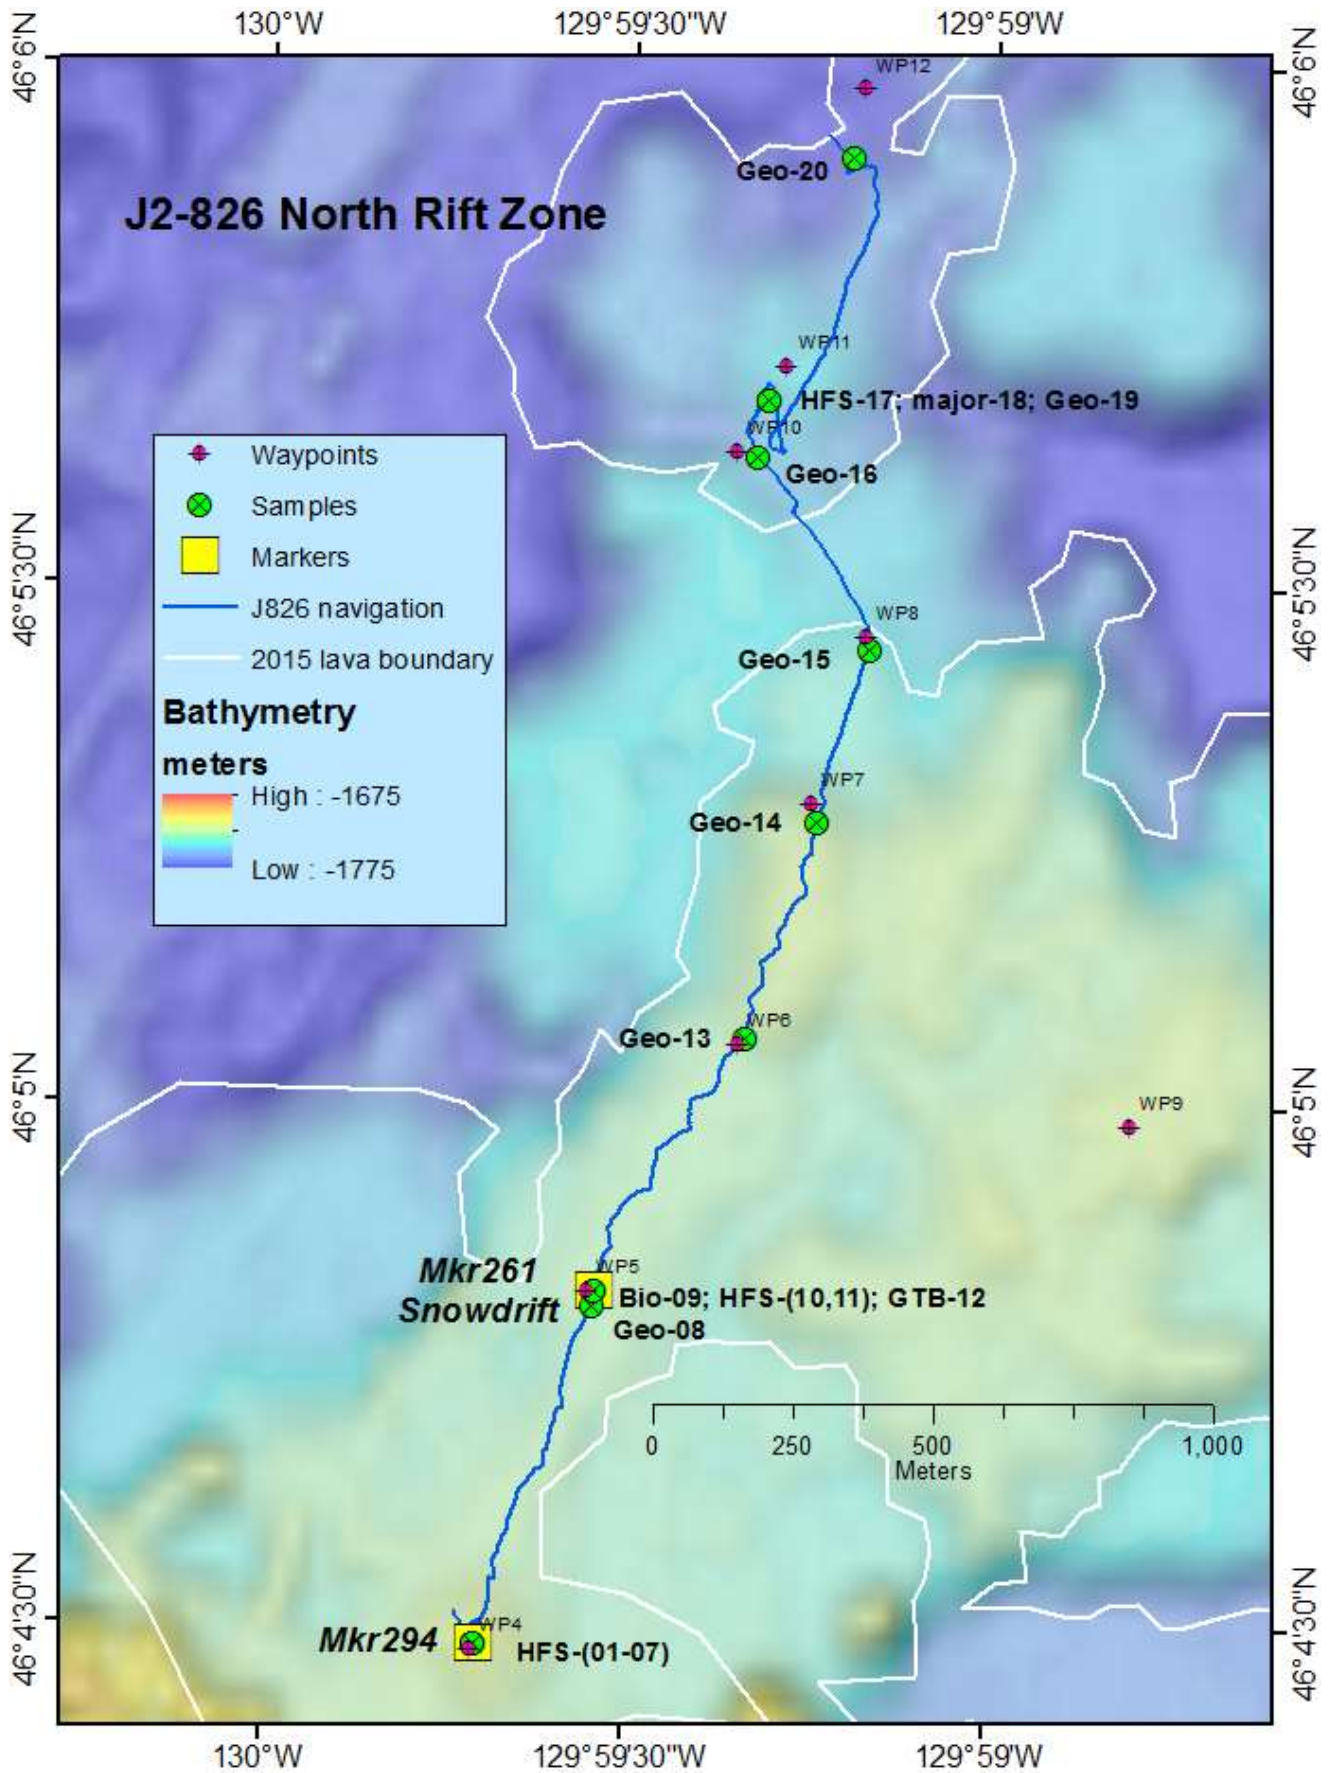 130°W 129°59'30"W 129°59'W
46°6'N
46°6'N
WP12
Geo-20
J2-826 North Rift Zone
WP11
HFS-17; major-18; Geo-19
WP10
Geo-16
Waypoints
Samples
Markers
J826 navigation
2015 lava boundary
Bathymetry
meters
High : -1675
Low : -1775
46°5'30"N
46°5'30"N
WP8
Geo-15
WP7
Geo-14
WP6
Geo-13
46°5'N
46°5'N
WP9
Mkr261
Snowdrift
WP5
Bio-09; HFS-(10,11); GTB-12
Geo-08
0 250 500 1,000
Meters
46°4'30"N
46°4'30"N
WP4
Mkr294
HFS-(01-07)
130°W 129°59'30"W 129°59'W